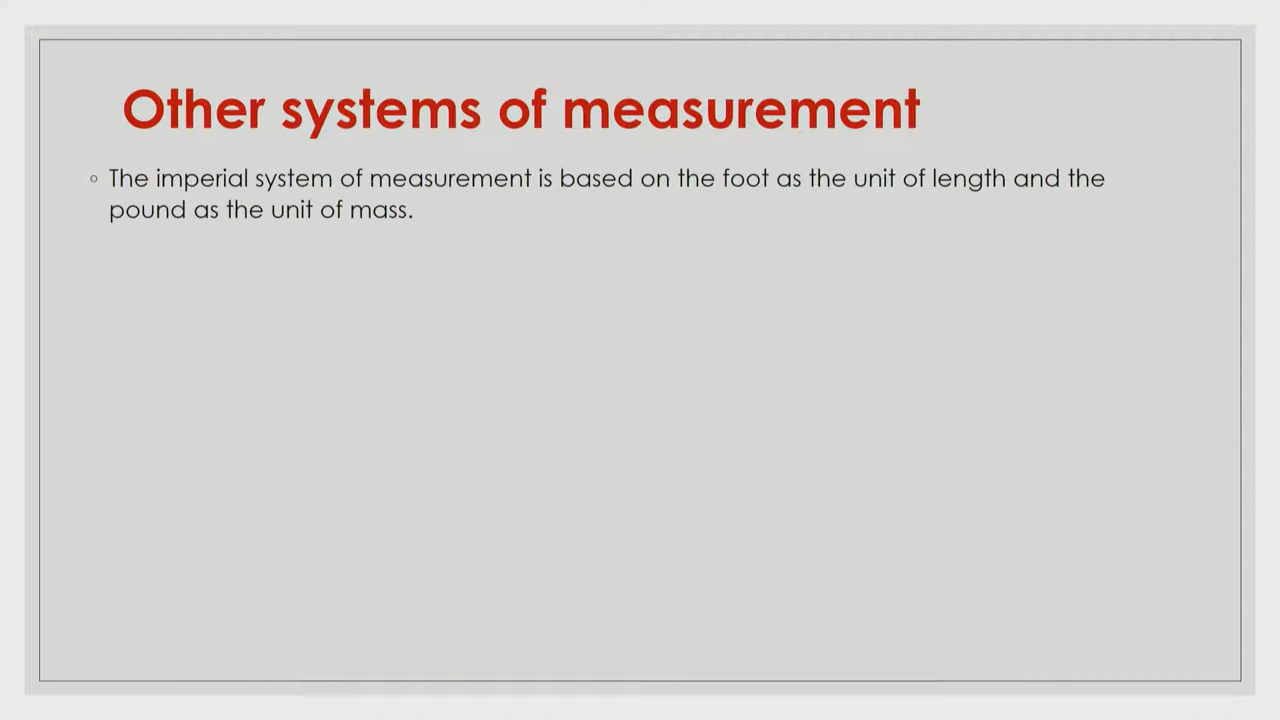 Other systems of measurement
◦ The imperial system of measurement is based on the foot as the unit of length and the
pound as the unit of mass.